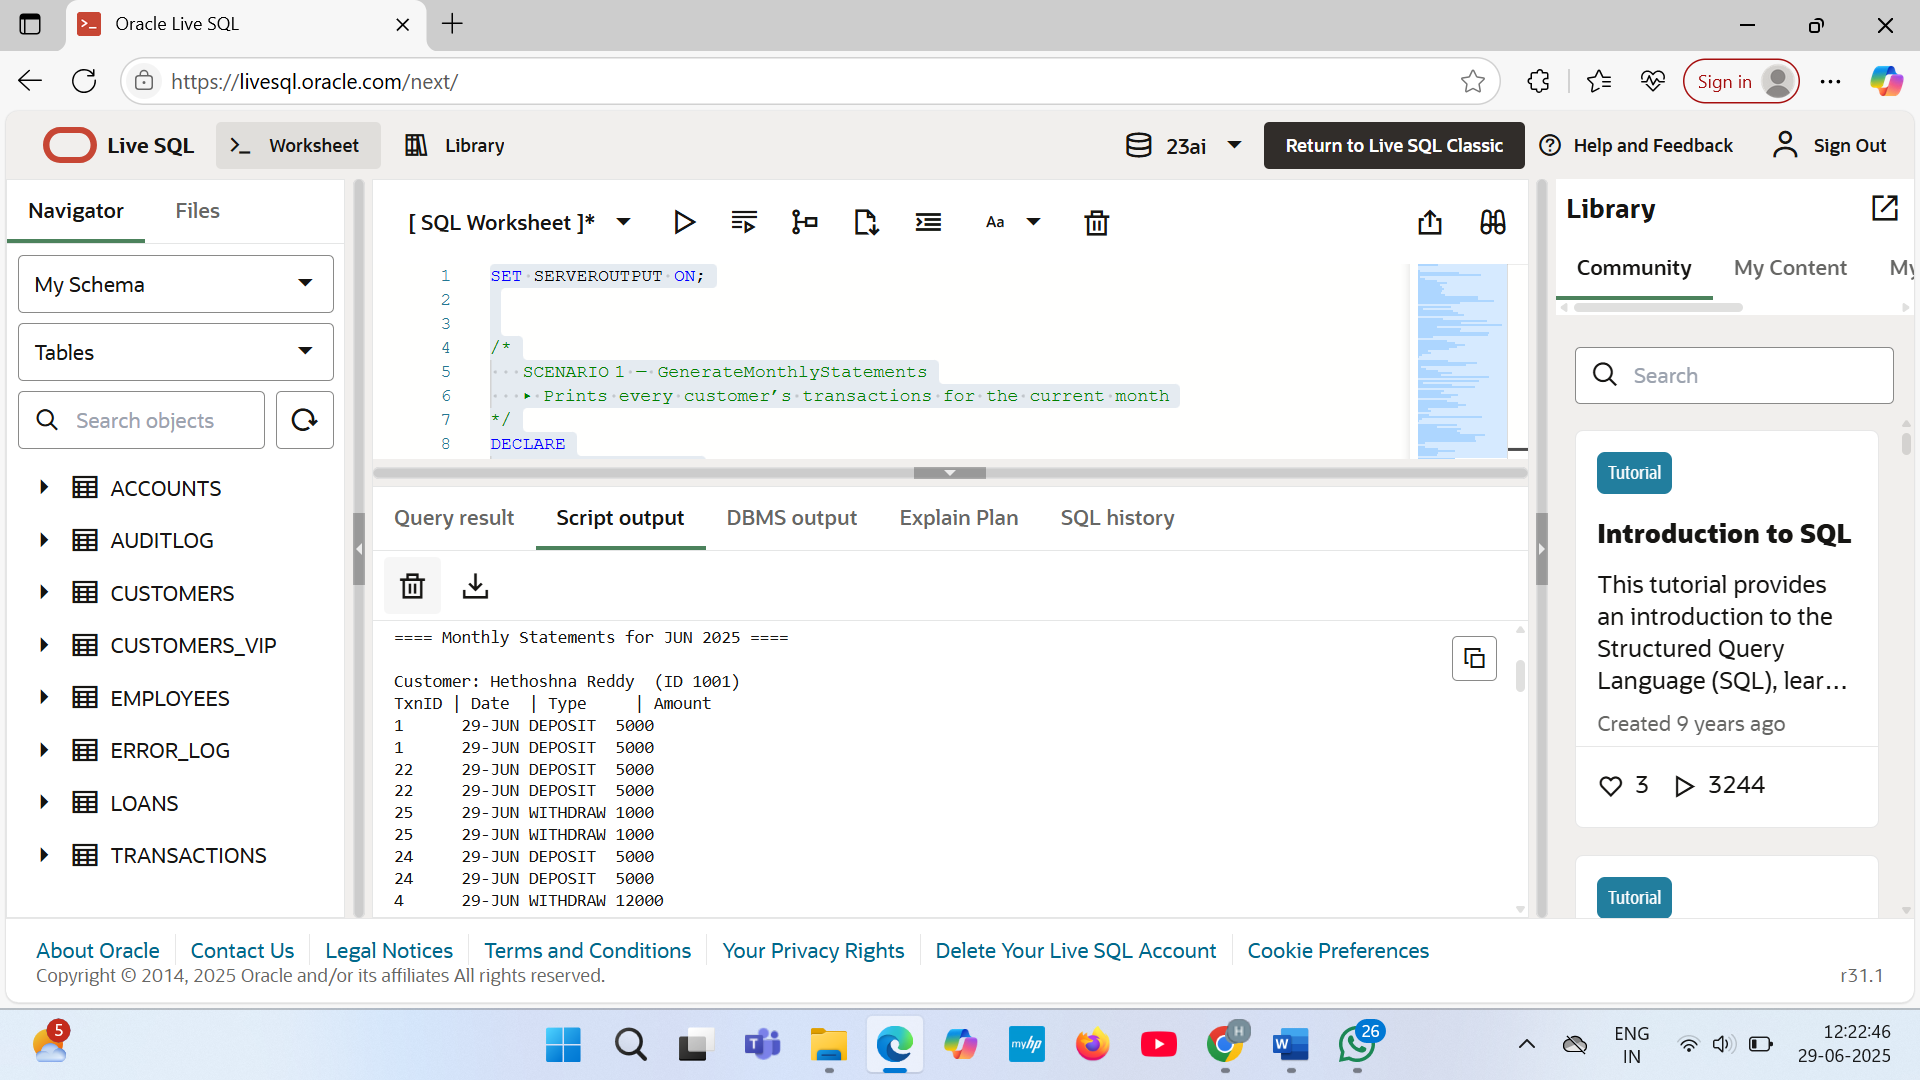 Oracle Live SQL
https://livesql.oracle.com/next/
Sign in
Live SQL
Worksheet
Library
23ai
Return to Live SQL Classic
Help and Feedback
Sign Out
Navigator
Files
My Schema
Tables
Search objects
ACCOUNTS
AUDITLOG
CUSTOMERS
CUSTOMERS_VIP
EMPLOYEES
ERROR_LOG
LOANS
TRANSACTIONS
[ SQL Worksheet ]*
Aa
1 SET SERVEROUTPUT ON;
2
3
4 /*
5 SCENARIO 1 — GenerateMonthlyStatements
6 ▸ Prints every customer’s transactions for the current month
7 */
8 DECLARE
Query result
Script output
DBMS output
Explain Plan
SQL history
==== Monthly Statements for JUN 2025 ====
Customer: Hethoshna Reddy (ID 1001)
TxnID | Date | Type | Amount
1 29-JUN DEPOSIT 5000
1 29-JUN DEPOSIT 5000
22 29-JUN DEPOSIT 5000
22 29-JUN DEPOSIT 5000
25 29-JUN WITHDRAW 1000
25 29-JUN WITHDRAW 1000
24 29-JUN DEPOSIT 5000
24 29-JUN DEPOSIT 5000
4 29-JUN WITHDRAW 12000
Library
Community
My Content
My
Search
Tutorial
Introduction to SQL
This tutorial provides
an introduction to the
Structured Query
Language (SQL), lear...
Created 9 years ago
3 3244
Tutorial
About Oracle
Contact Us
Legal Notices
Terms and Conditions
Your Privacy Rights
Delete Your Live SQL Account
Cookie Preferences
Copyright © 2014, 2025 Oracle and/or its affiliates All rights reserved.
r31.1
5
myhp
H
W
26
ENG
IN
12:22:46
29-06-2025